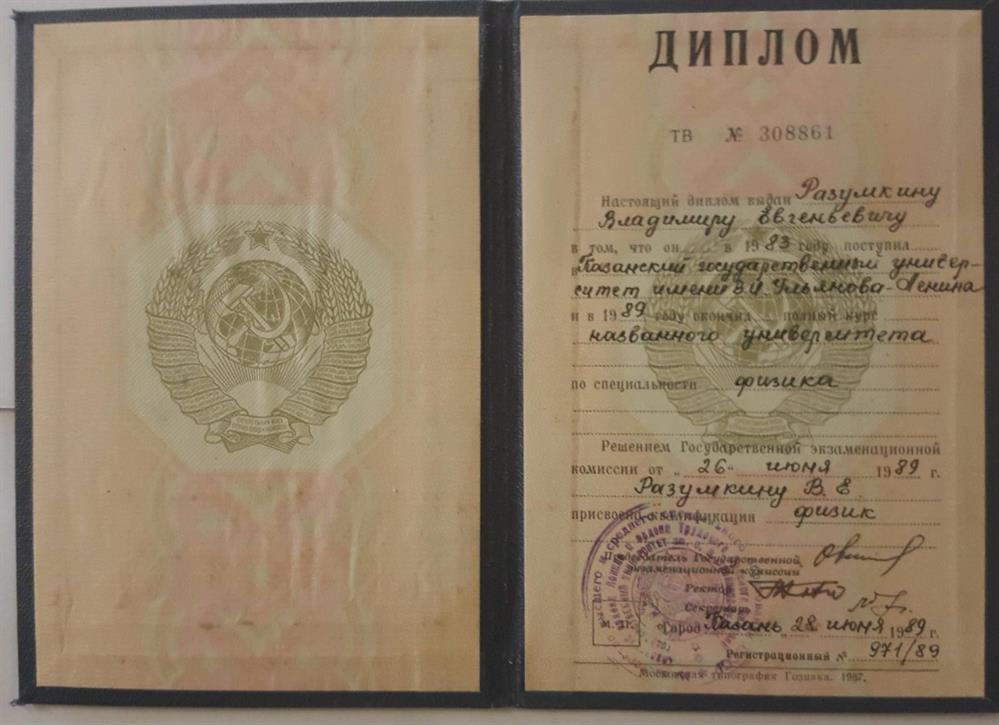 ДИПЛОМ
ТВ № 308861
Настоящий диплом выдан Разумкину
Владимиру Евгеньевичу
в том, что он в 1983 году поступил
в Казанский государственный универ-
ситет имени В.И. Ульянова-Ленина
и в 1989 году окончил полный курс
названного университета
по специальности физика
Решением Государственной экзаменационной
комиссии от „26“ июня 1989 г.
Разумкину В. Е.
присвоена квалификация физик
Председатель Государственной
экзаменационной комиссии
Ректор
Секретарь
М. П. Город Казань „28 июня 1989 г.
Регистрационный № 971/89
Московская типография Гознака. 1987.